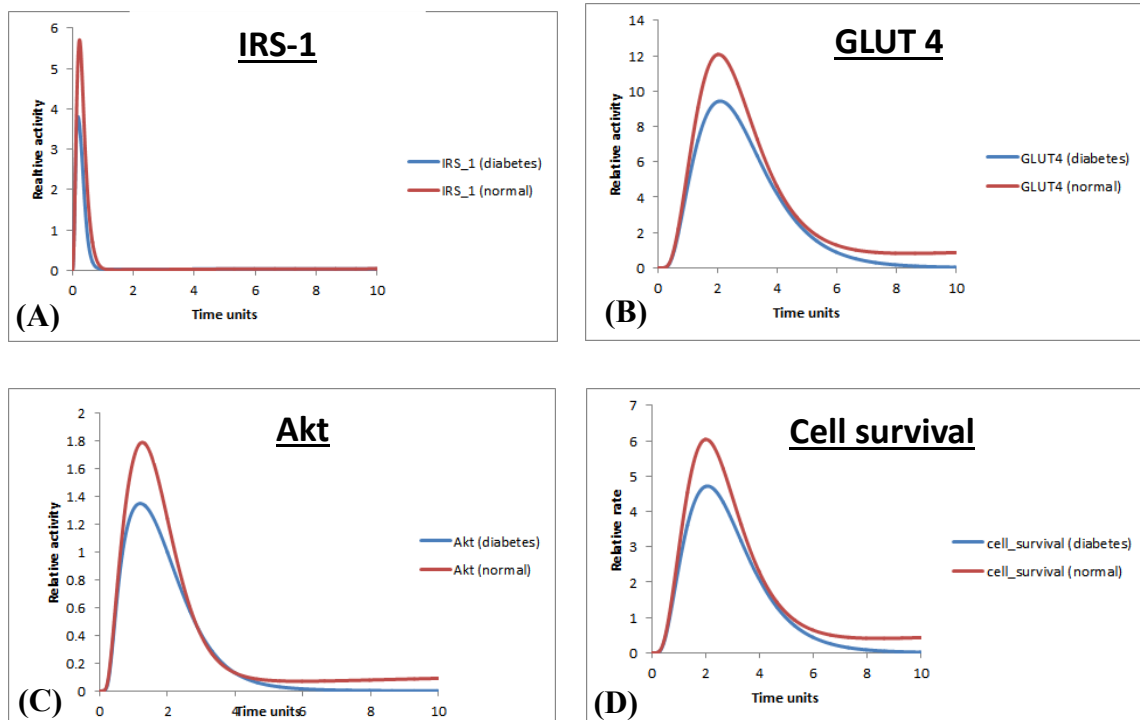 IRS-1
6
5
4
3
2
1
0
Realtive activity
0 2 4 6 8 10
Time units
IRS_1 (diabetes)
IRS_1 (normal)
(A)
GLUT 4
14
12
10
8
6
4
2
0
Relative activity
0 2 4 6 8 10
Time units
GLUT4 (diabetes)
GLUT4 (normal)
(B)
Akt
2
1.8
1.6
1.4
1.2
1
0.8
0.6
0.4
0.2
0
Relative activity
0 2 4 6 8 10
Time units
Akt (diabetes)
Akt (normal)
(C)
Cell survival
7
6
5
4
3
2
1
0
Relative rate
0 2 4 6 8 10
Time units
cell_survival (diabetes)
cell_survival (normal)
(D)